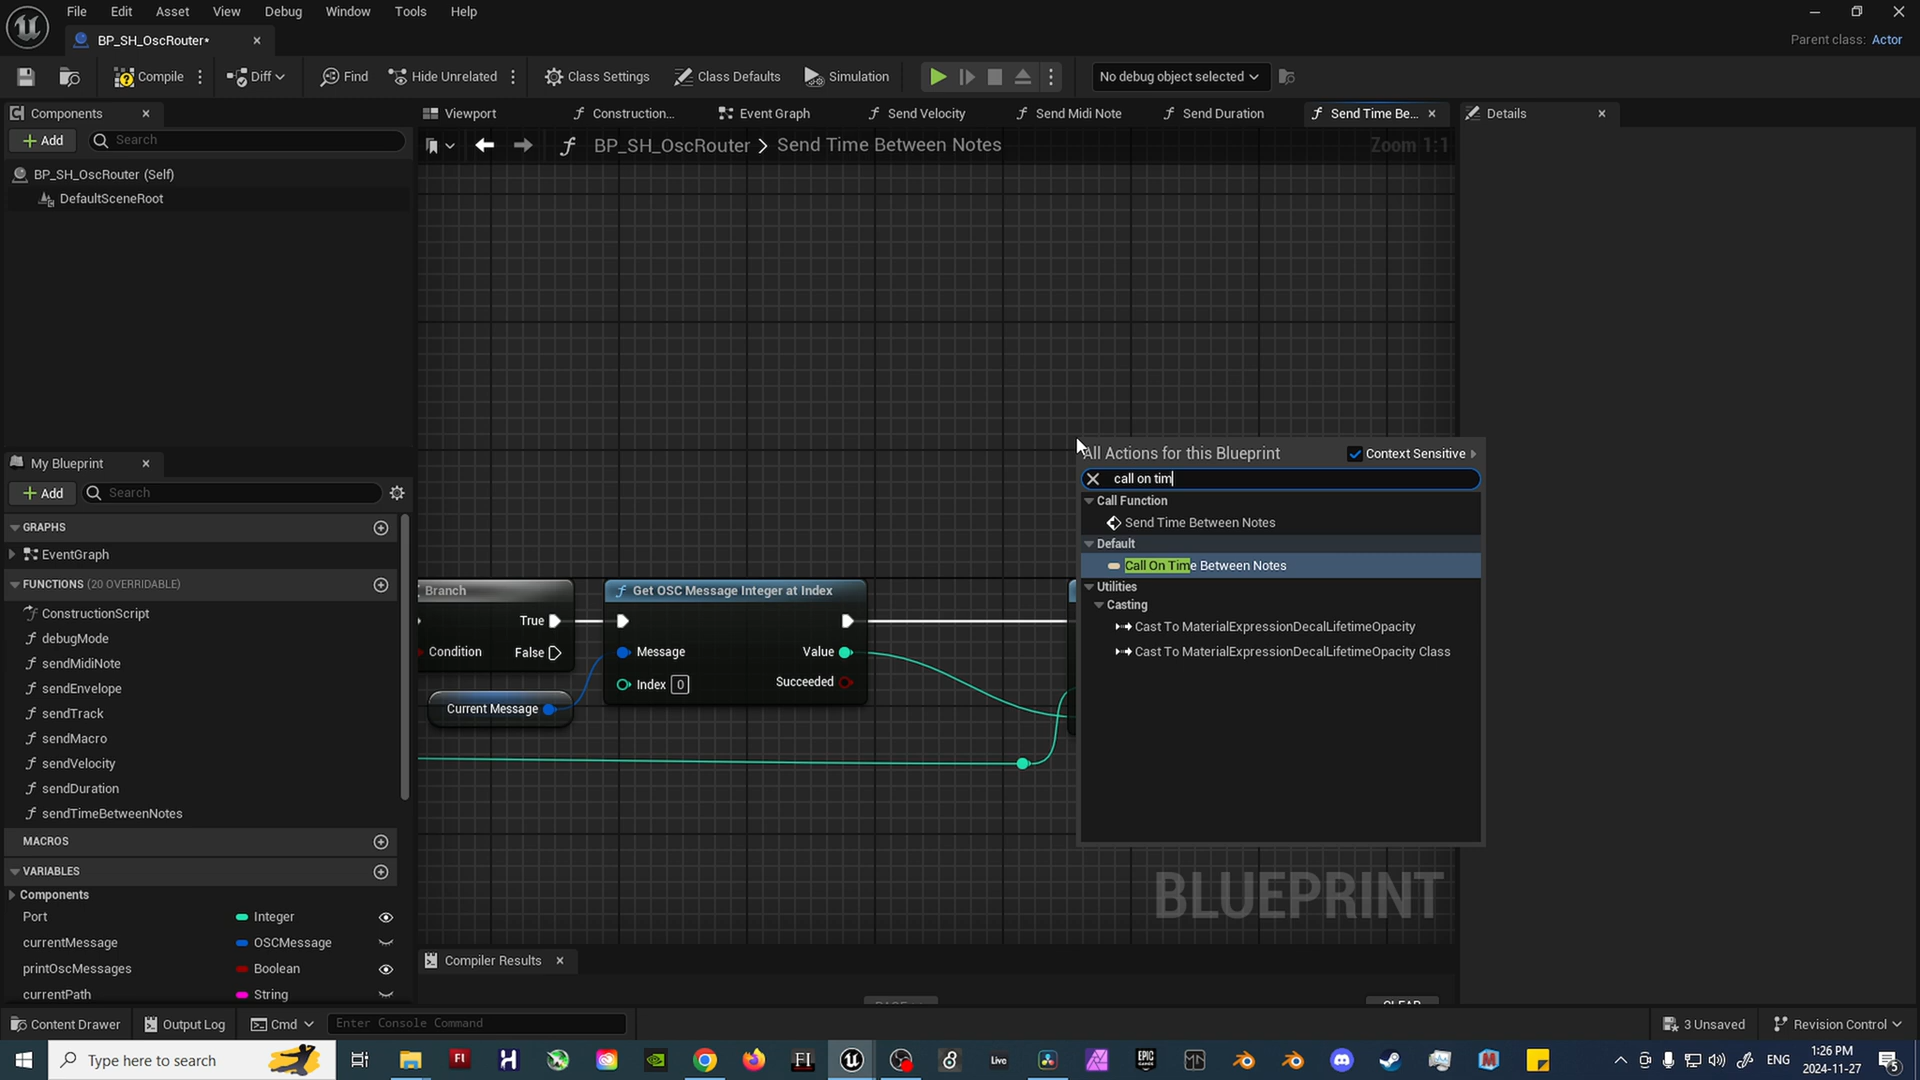 File Edit Asset View Debug Window Tools Help
BP_SH_OscRouter*
Parent class: Actor
Compile Diff Find Hide Unrelated Class Settings Class Defaults Simulation No debug object selected
Components
Viewport Construction... Event Graph Send Velocity Send Midi Note Send Duration Send Time Be... Details
Add Search
BP_SH_OscRouter > Send Time Between Notes Zoom 1:1
BP_SH_OscRouter (Self)
DefaultSceneRoot
My Blueprint
Add Search
GRAPHS
EventGraph
FUNCTIONS (20 OVERRIDABLE)
ConstructionScript
debugMode
sendMidiNote
sendEnvelope
sendTrack
sendMacro
sendVelocity
sendDuration
sendTimeBetweenNotes
MACROS
VARIABLES
Components
Port Integer
currentMessage OSCMessage
printOscMessages Boolean
currentPath String
Branch
True
Condition False
Current Message
Get OSC Message Integer at Index
Message Value
Index 0 Succeeded
All Actions for this Blueprint Context Sensitive
call on tim
Call Function
Send Time Between Notes
Default
Call On Time Between Notes
Utilities
Casting
Cast To MaterialExpressionDecalLifetimeOpacity
Cast To MaterialExpressionDecalLifetimeOpacity Class
BLUEPRINT
Compiler Results
CLEAR
Content Drawer Output Log Cmd Enter Console Command 3 Unsaved Revision Control
Type here to search
Live
ENG
1:26 PM
2024-11-27
5